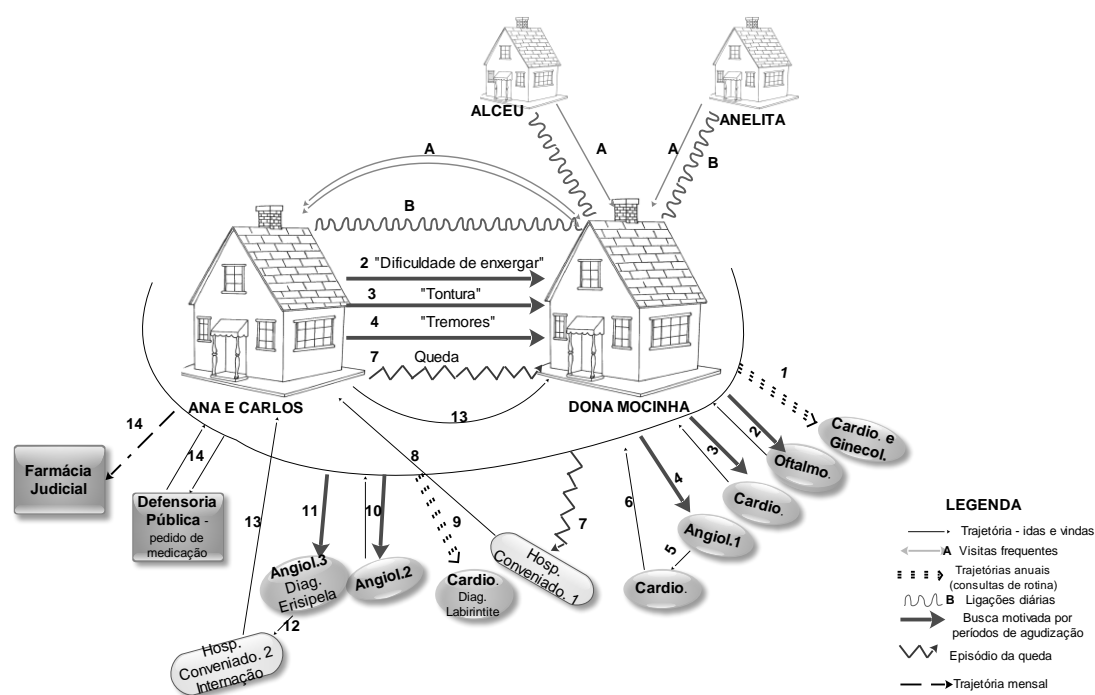 ALCEU
ANELITA
A
A
A
B
B
2 "Dificuldade de enxergar"
3 "Tontura"
4 "Tremores"
7 Queda
ANA E CARLOS
13
DONA MOCINHA
1
14
Farmácia
Judicial
14
Defensoria
Pública -
pedido de
medicação
13
11
10
8
9
7
6
4
3
2
5
Cardio. e
Ginecol.
Oftalmo.
Cardio.
Angiol.1
Cardio.
Hosp.
Conveniado. 1
Cardio.
Diag.
Labirintite
Angiol.2
Angiol.3
Diag.
Erisipela
12
Hosp.
Conveniado. 2
Internação
LEGENDA
Trajetória - idas e vindas
A Visitas frequentes
Trajetórias anuais
(consultas de rotina)
B Ligações diárias
Busca motivada por
períodos de agudização
Episódio da queda
Trajetória mensal